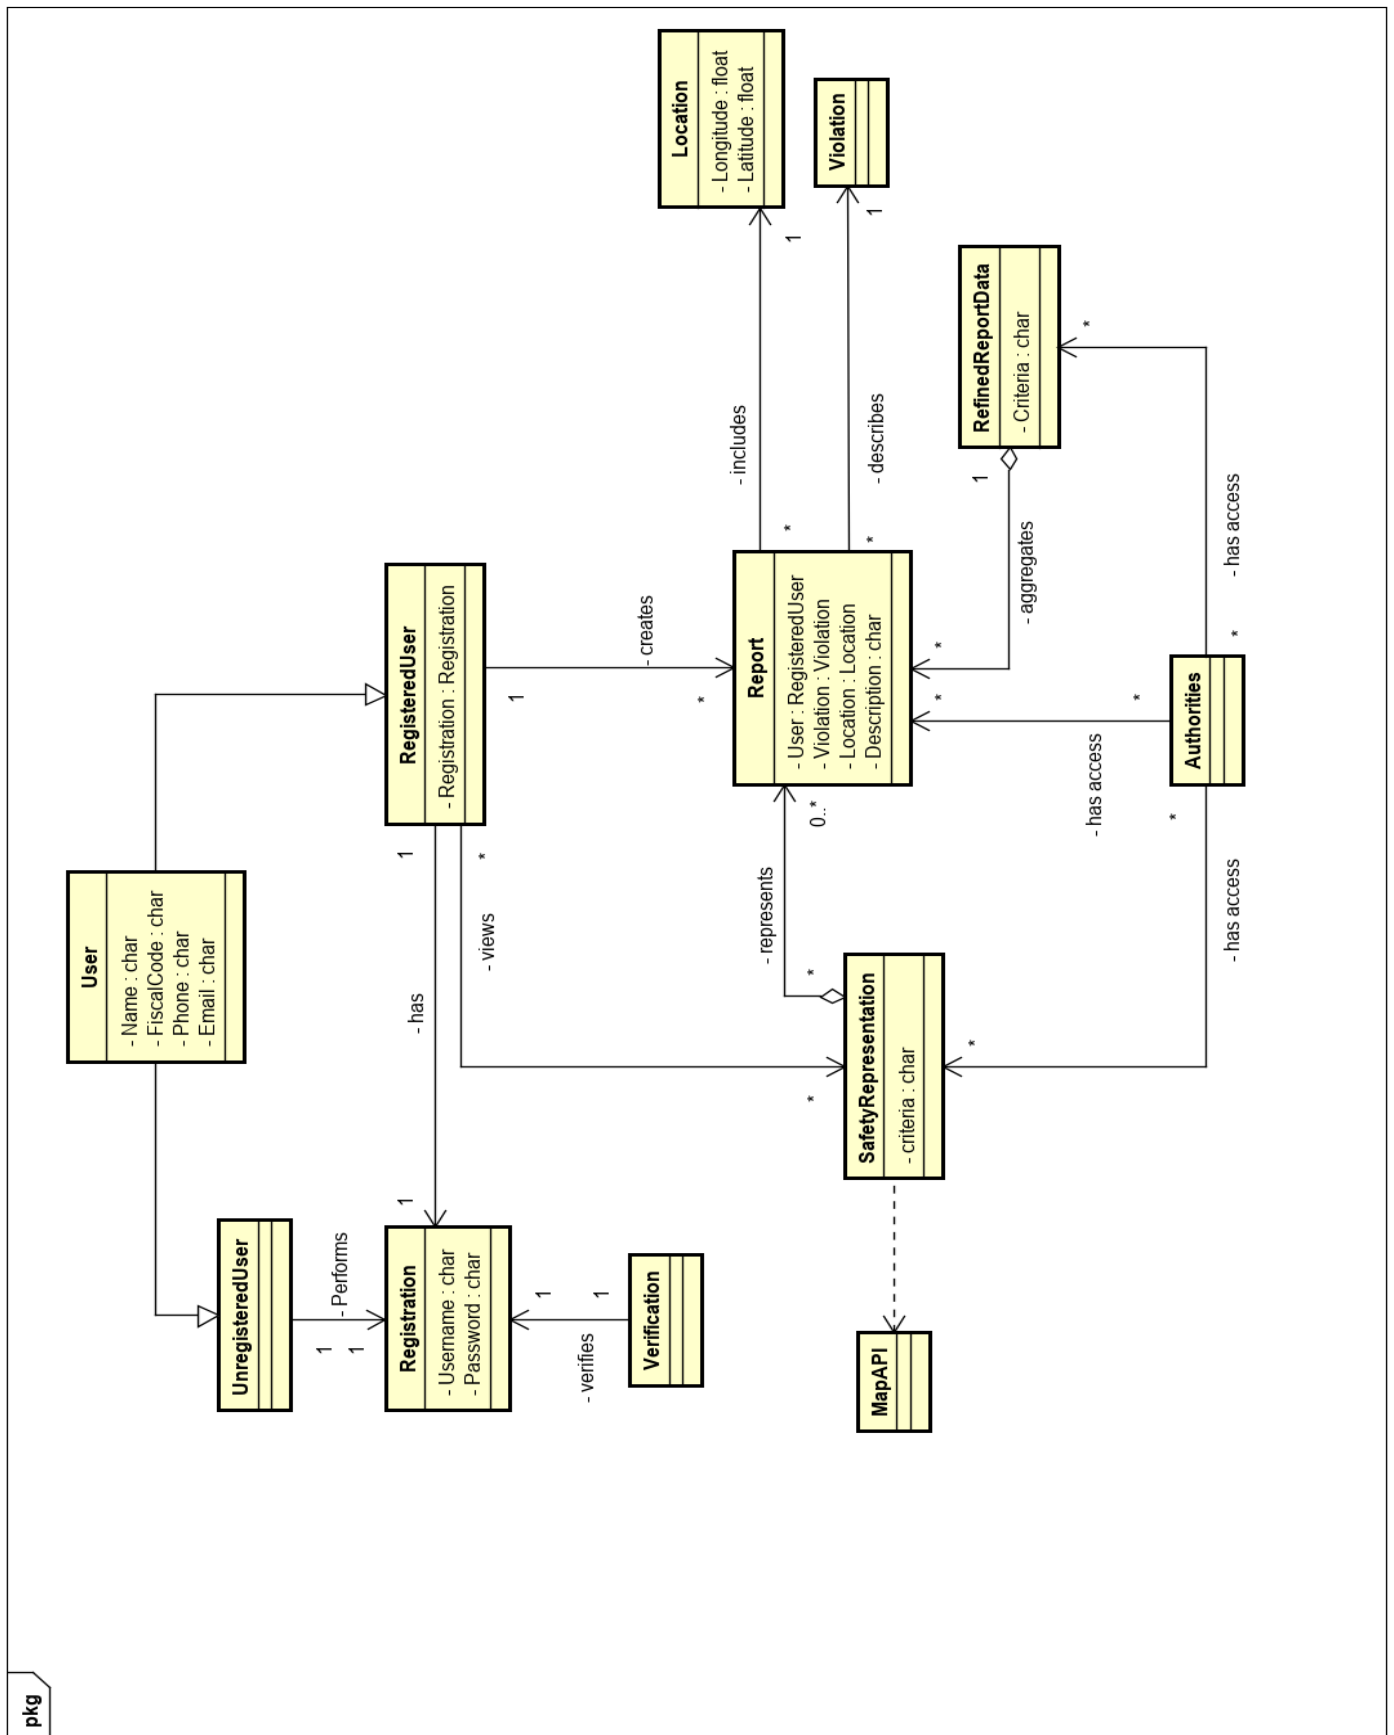 pkg
User
- Name : char
- FiscalCode : char
- Phone : char
- Email : char
UnregisteredUser
- Performs
1
1
Registration
- Username : char
- Password : char
- verifies
1
1
Verification
- has
1
1
RegisteredUser
- Registration : Registration
- views
*
*
- creates
1
*
MapAPI
SafetyRepresentation
- criteria : char
- represents
*
0..*
Report
- User : RegisteredUser
- Violation : Violation
- Location : Location
- Description : char
- includes
*
1
Location
- Longitude : float
- Latitude : float
- describes
*
1
Violation
RefinedReportData
- Criteria : char
- aggregates
1
*
Authorities
- has access
*
*
- has access
*
*
- has access
*
*